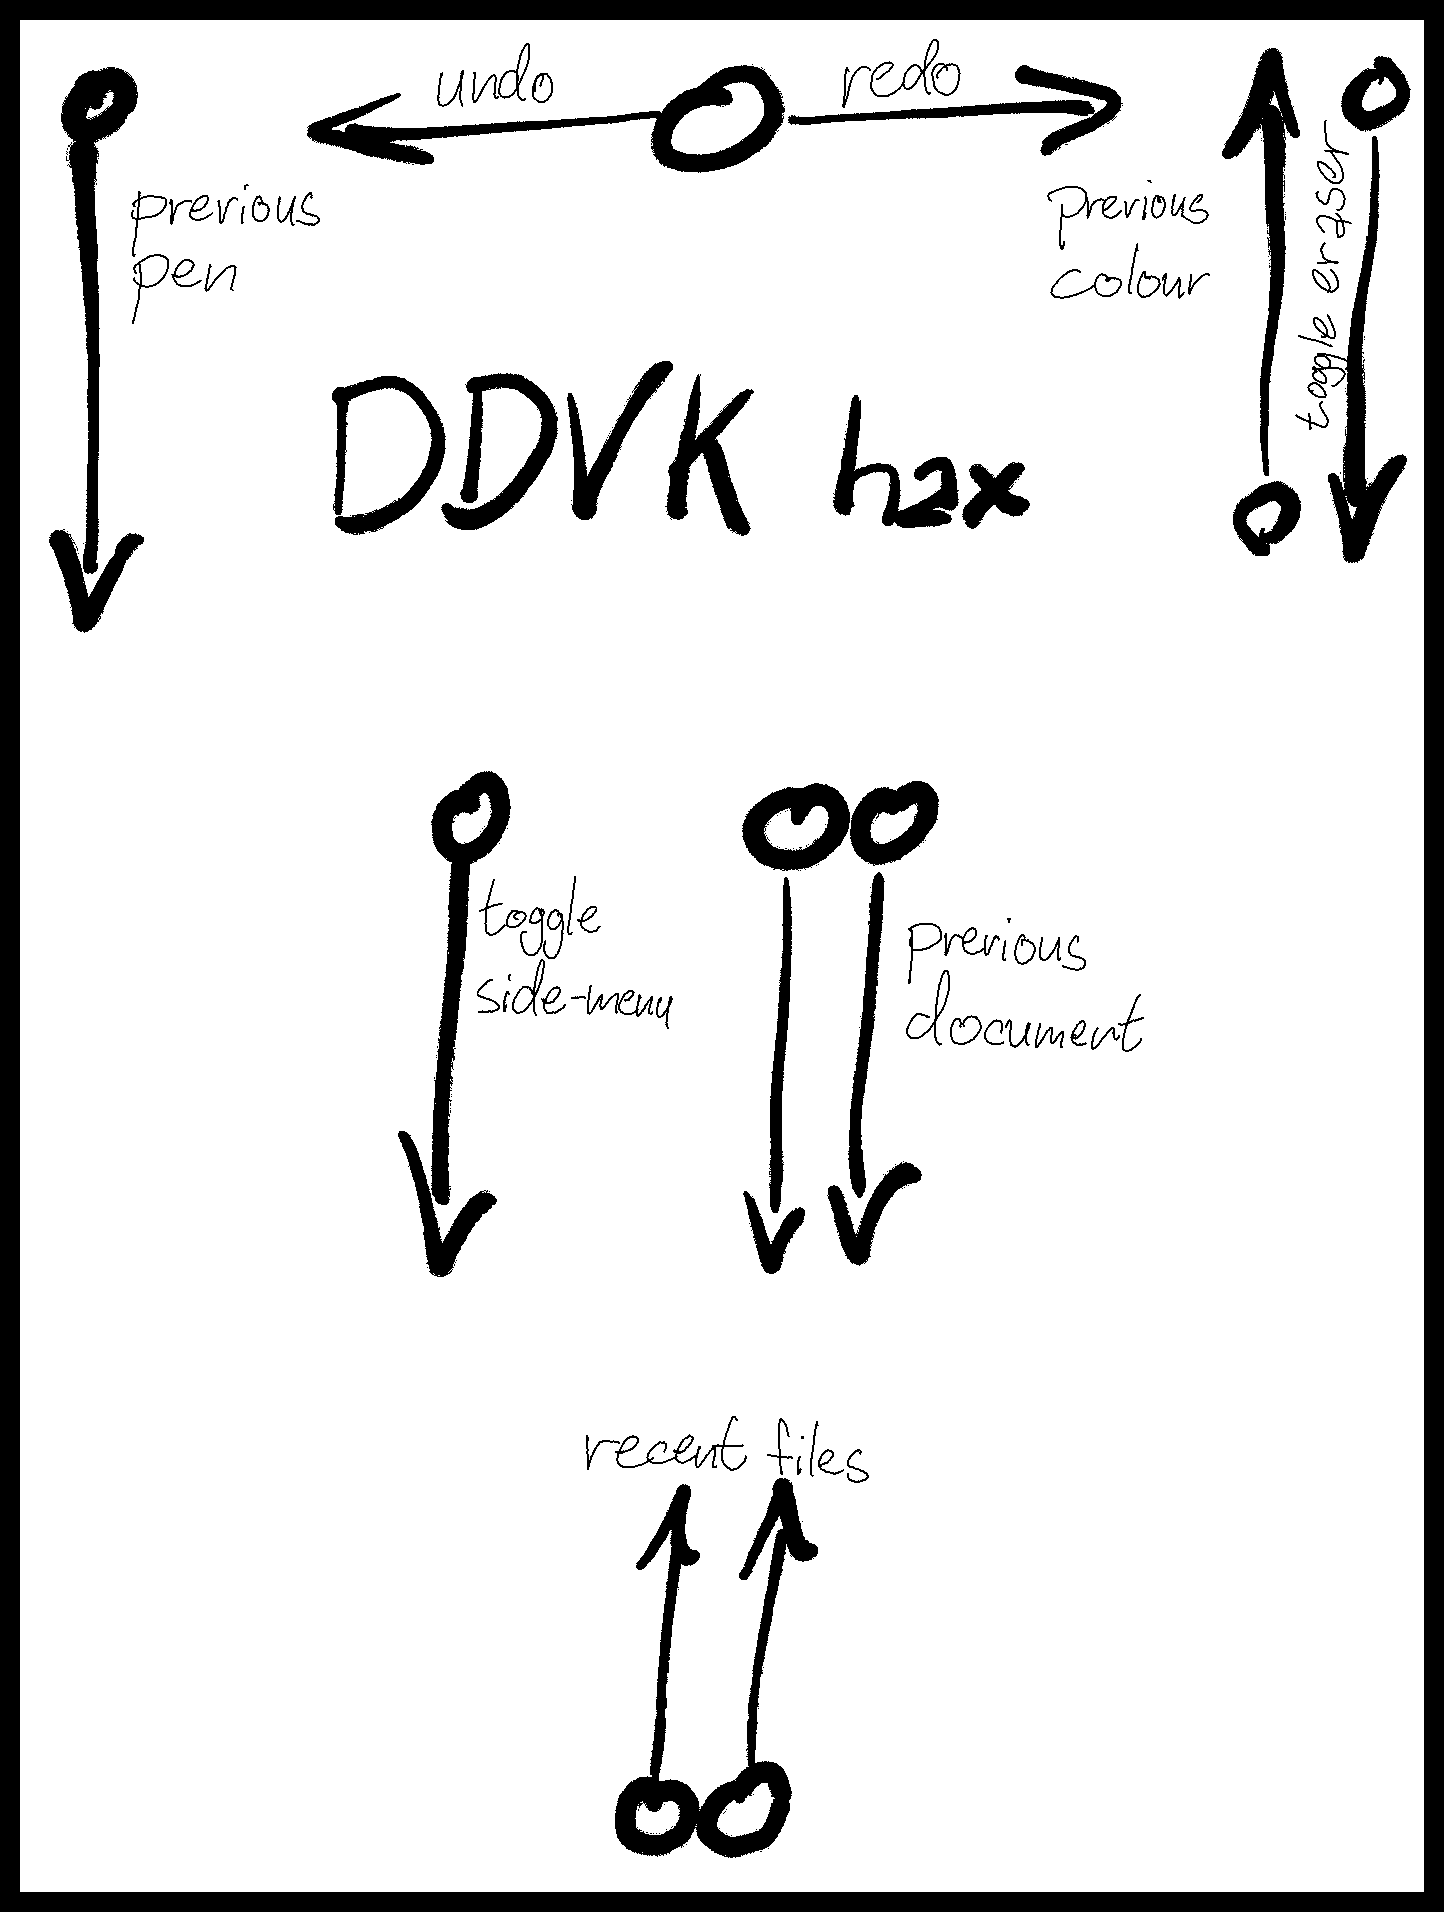 undo
redo
previous
pen
previous
colour
toggle eraser
DDVK hax
toggle
side-menu
previous
document
recent files